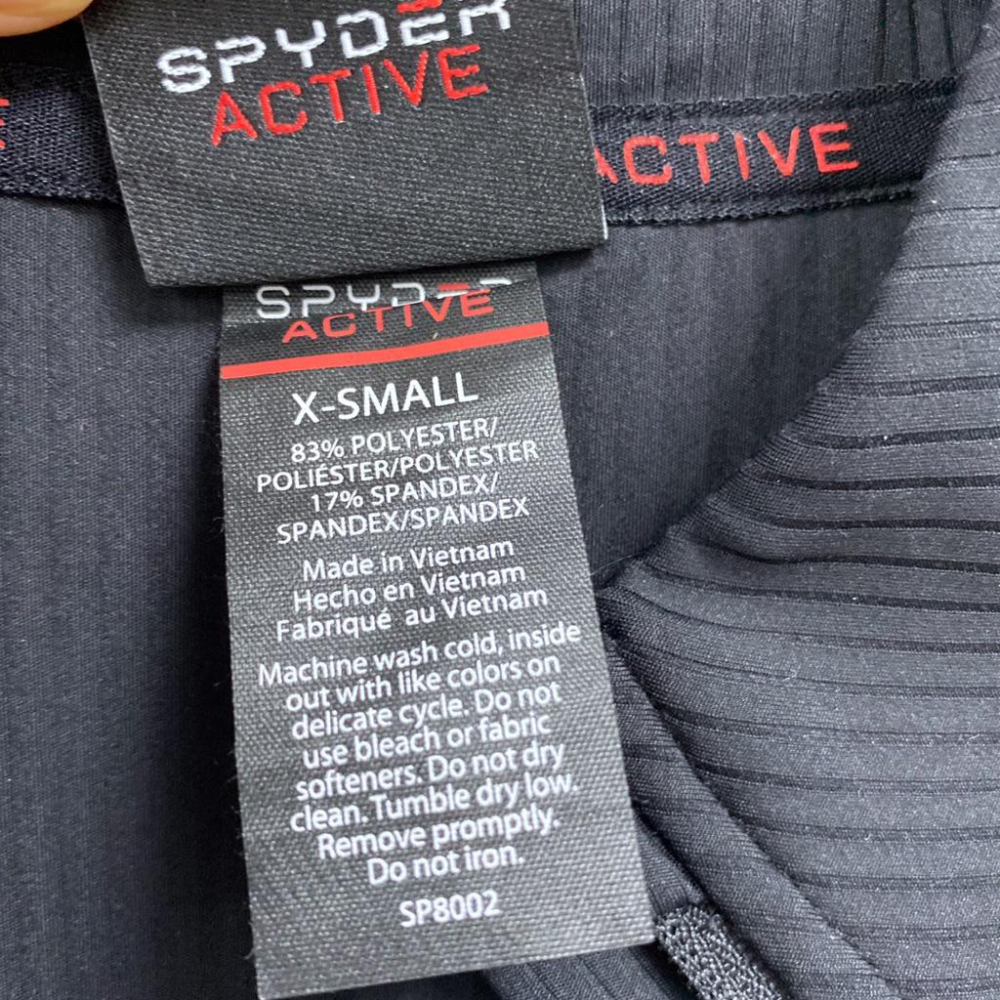 SPYDER
ACTIVE
ACTIVE
SPYDER
ACTIVE
X-SMALL
83% POLYESTER/
POLIÉSTER/POLYESTER
17% SPANDEX/
SPANDEX/SPANDEX
Made in Vietnam
Hecho en Vietnam
Fabriqué au Vietnam
Machine wash cold, inside
out with like colors on
delicate cycle. Do not
use bleach or fabric
softeners. Do not dry
clean. Tumble dry low.
Remove promptly.
Do not iron.
SP8002